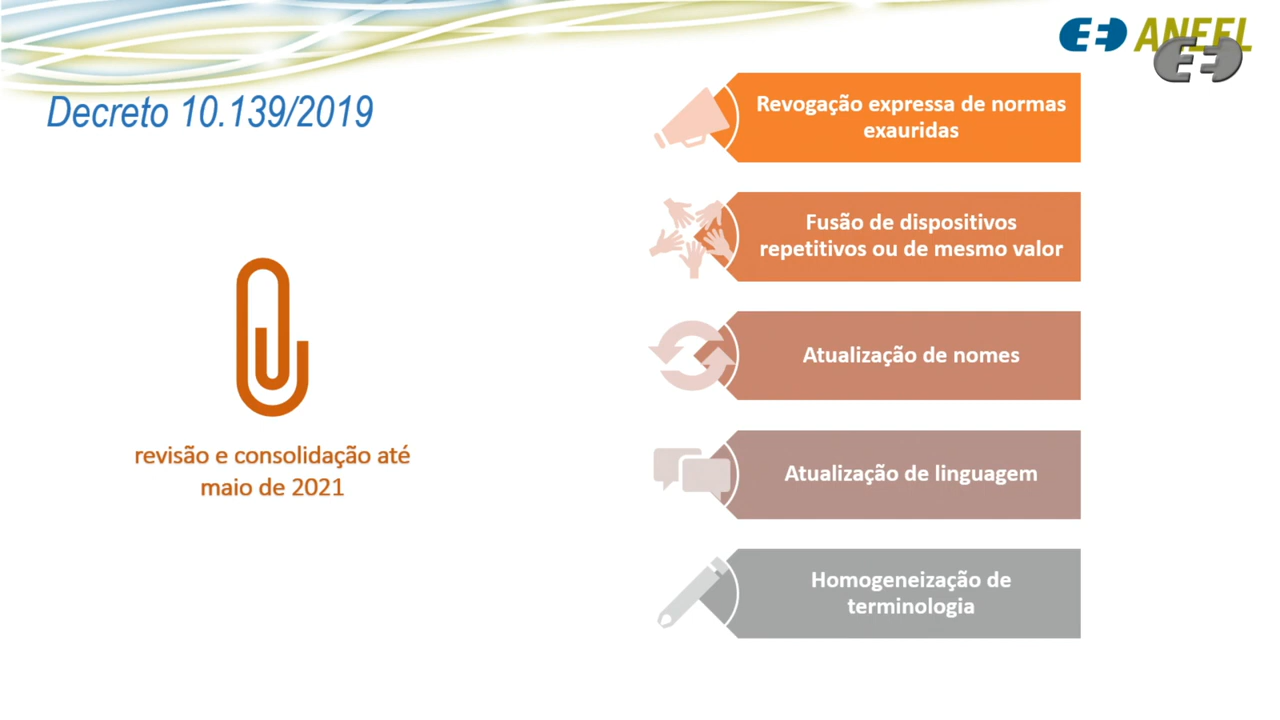 ANEEL
Decreto 10.139/2019
revisão e consolidação até
maio de 2021
Revogação expressa de normas
exauridas
Fusão de dispositivos
repetitivos ou de mesmo valor
Atualização de nomes
Atualização de linguagem
Homogeneização de
terminologia